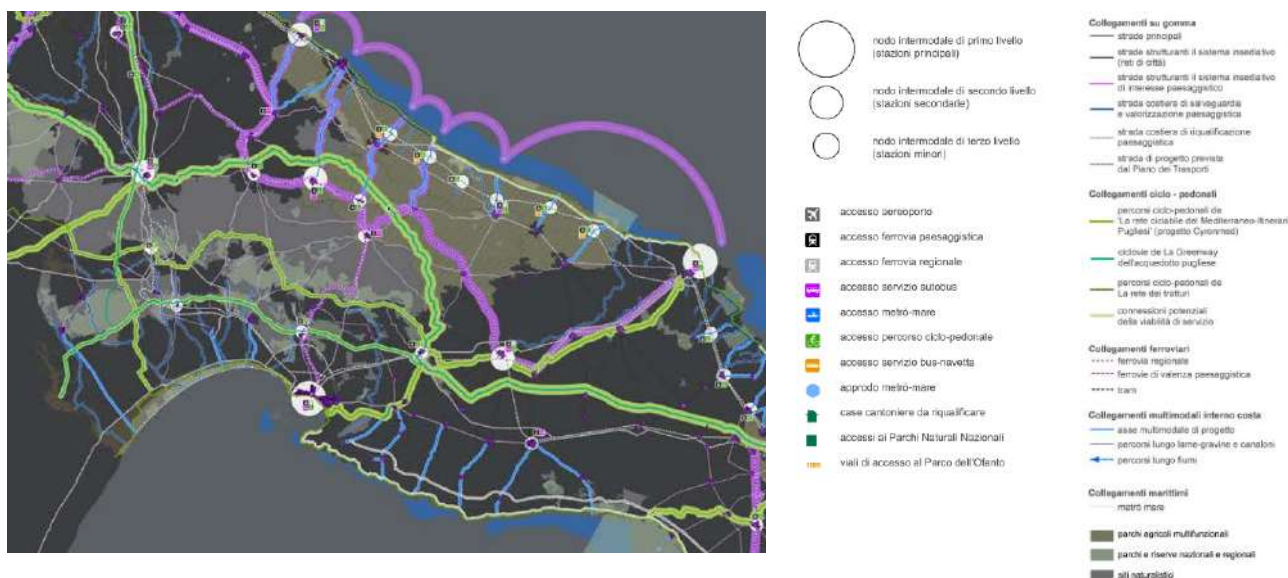 nodo intermodale di primo livello
(stazioni principali)
nodo intermodale di secondo livello
(stazioni secondarie)
nodo intermodale di terzo livello
(stazioni minori)
accesso aereoporto
accesso ferrovia paesaggistica
accesso ferrovia regionale
accesso servizio autobus
accesso metró-mare
accesso percorso ciclo-pedonale
accesso servizio bus-navetta
approdo metró-mare
case cantoniere da riqualificare
accessi ai Parchi Naturali Nazionali
viali di accesso al Parco dell'Ofanto
Collegamenti su gomma
strade principali
strade strutturanti il sistema insediativo
(reti di città)
strade strutturanti il sistema insediativo
di interesse paesaggistico
strada costiera di salvaguardia
e valorizzazione paesaggistica
strada costiera di riqualificazione
paesaggistica
strada di progetto prevista
dal Piano dei Trasporti
Collegamenti ciclo - pedonali
percorsi ciclo-pedonali de
'La rete ciclabile del Mediterraneo-Itinerari
Pugliesi' (progetto Cyronmed)
ciclovie de La Greenway
dell'acquedotto pugliese
percorsi ciclo-pedonali de
La rete dei tratturi
connessioni potenziali
della viabilità di servizio
Collegamenti ferroviari
ferrovia regionale
ferrovie di valenza paesaggistica
tram
Collegamenti multimodali interno costa
asse multimodale di progetto
percorsi lungo lame-gravine e canaloni
percorsi lungo fiumi
Collegamenti marittimi
metrò mare
parchi agricoli multifunzionali
parchi e riserve nazionali e regionali
siti naturalistici